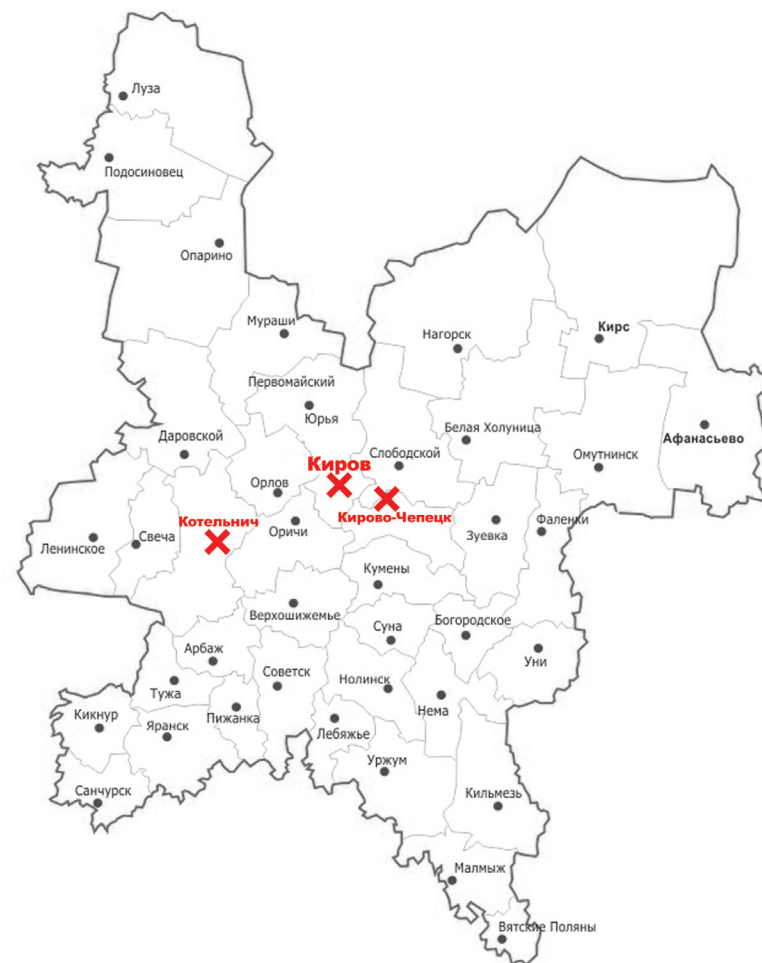 Луза
Подосиновец
Опарино
Мураши
Нагорск
Кирс
Первомайский
Юрья
Даровской
Белая Холуница
Афанасьево
Слободской
Омутнинск
Киров
Орлов
Кирово-Чепецк
Котельнич
Оричи
Фаленки
Зуевка
Свеча
Ленинское
Кумены
Верхошижемье
Суна
Богородское
Арбаж
Уни
Советск
Нолинск
Тужа
Нема
Кикнур
Пижанка
Яранск
Лебяжье
Уржум
Санчурск
Кильмезь
Малмыж
Вятские Поляны